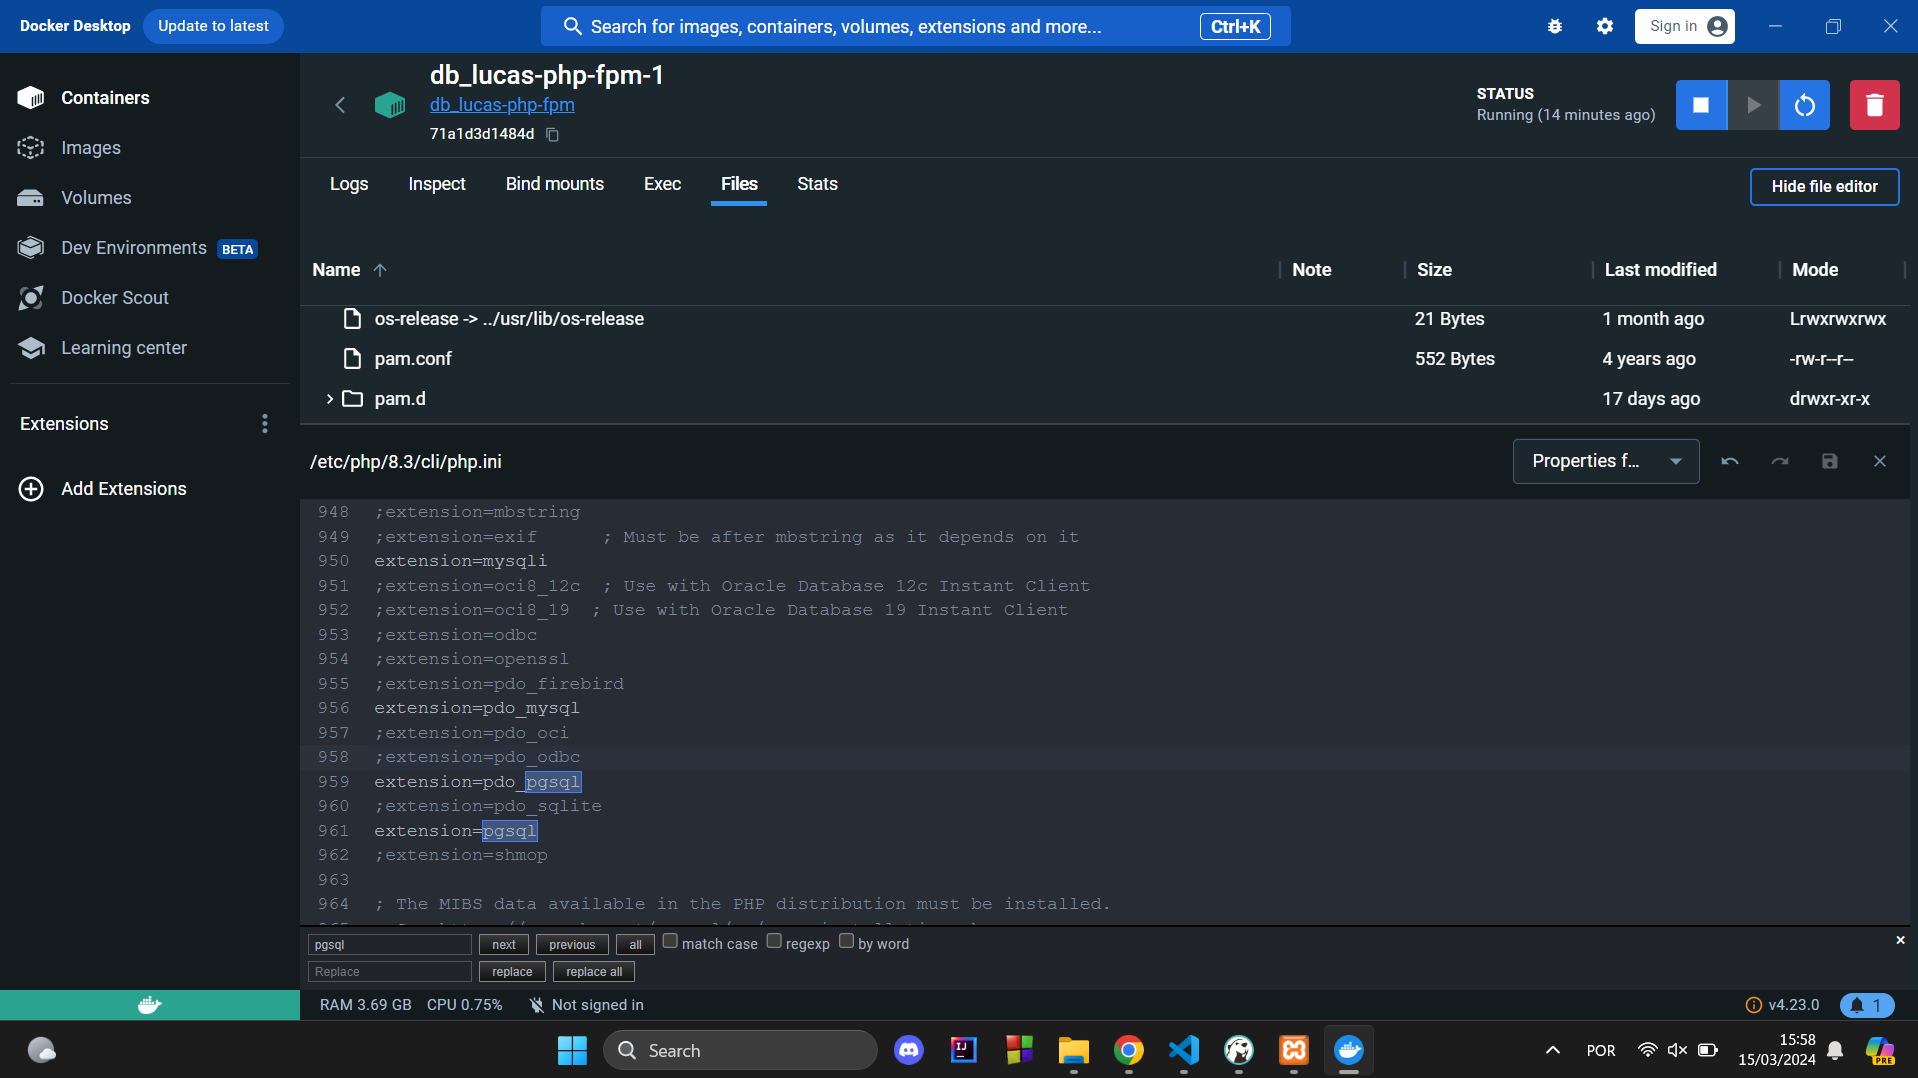 Docker Desktop
Update to latest
Search for images, containers, volumes, extensions and more...
Ctrl+K
Sign in
Containers
Images
Volumes
Dev Environments BETA
Docker Scout
Learning center
Extensions
Add Extensions
db_lucas-php-fpm-1
db_lucas-php-fpm
71a1d3d1484d
STATUS
Running (14 minutes ago)
Logs Inspect Bind mounts Exec Files Stats
Hide file editor
Name Note Size Last modified Mode
os-release -> ../usr/lib/os-release 21 Bytes 1 month ago Lrwxrwxrwx
pam.conf 552 Bytes 4 years ago -rw-r--r--
pam.d 17 days ago drwxr-xr-x
/etc/php/8.3/cli/php.ini
Properties f...
948 ;extension=mbstring
949 ;extension=exif ; Must be after mbstring as it depends on it
950 extension=mysqli
951 ;extension=oci8_12c ; Use with Oracle Database 12c Instant Client
952 ;extension=oci8_19 ; Use with Oracle Database 19 Instant Client
953 ;extension=odbc
954 ;extension=openssl
955 ;extension=pdo_firebird
956 extension=pdo_mysql
957 ;extension=pdo_oci
958 ;extension=pdo_odbc
959 extension=pdo_pgsql
960 ;extension=pdo_sqlite
961 extension=pgsql
962 ;extension=shmop
963
964 ; The MIBS data available in the PHP distribution must be installed.
pgsql next previous all match case regexp by word
Replace replace replace all
RAM 3.69 GB CPU 0.75% Not signed in
v4.23.0
1
Search
IJ
POR
15:58
15/03/2024
PRE